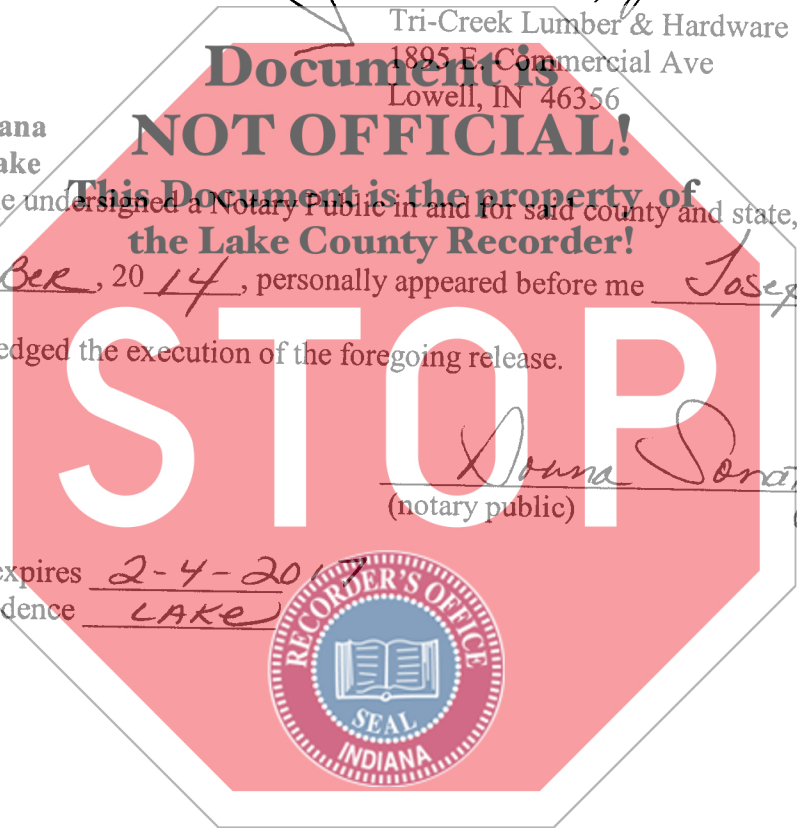 Tri-Creek Lumber & Hardware
Document is
1895 E. Commercial Ave
Lowell, IN 46356
ana
NOT OFFICIAL!
ake
This Document is the property of
e undersigned a Notary Public in and for said county and state,
the Lake County Recorder!
Ber, 20 14, personally appeared before me Josep
edged the execution of the foregoing release.
STOP
Donna
(notary public)
expires 2-4-2017
dence LAKe
RECORDER'S OFFICE
SEAL
INDIANA